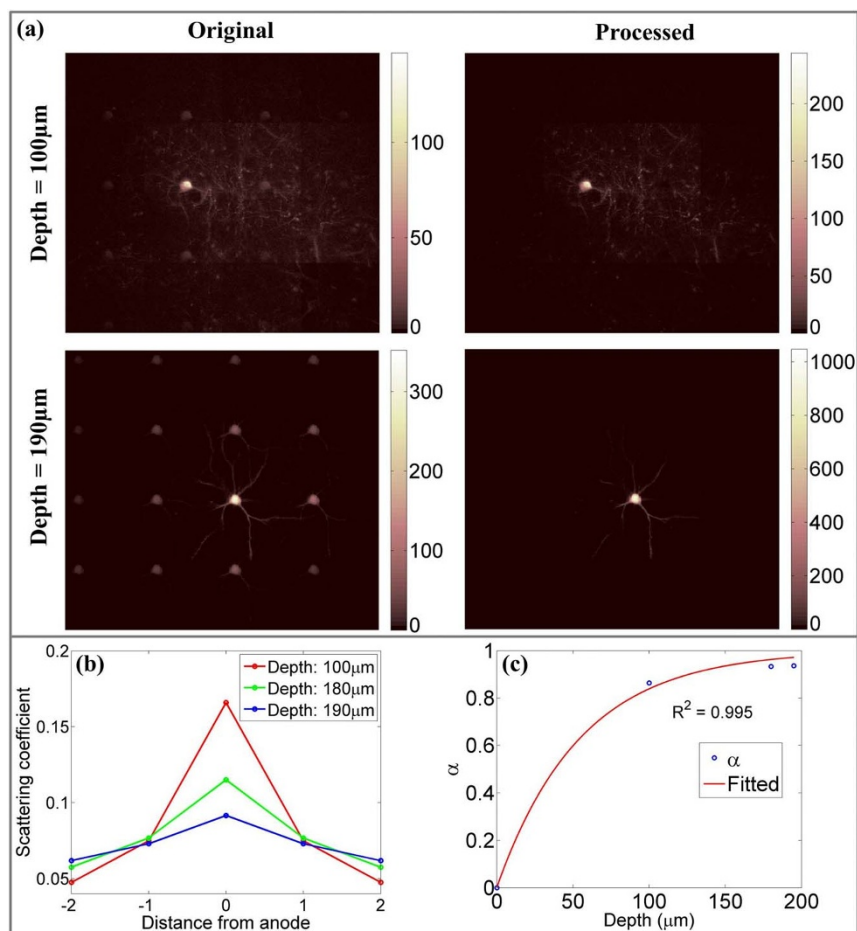 (a)
Original
Processed
Depth = 100μm
100
50
0
200
150
100
50
0
Depth = 190μm
300
200
100
0
1000
800
600
400
200
0
(b)
Scattering coefficient
0.2
0.15
0.1
0.05
Depth: 100μm
Depth: 180μm
Depth: 190μm
-2 -1 0 1 2
Distance from anode
(c)
α
1
0.8
0.6
0.4
0.2
0
R² = 0.995
α
Fitted
0 50 100 150 200
Depth (μm)